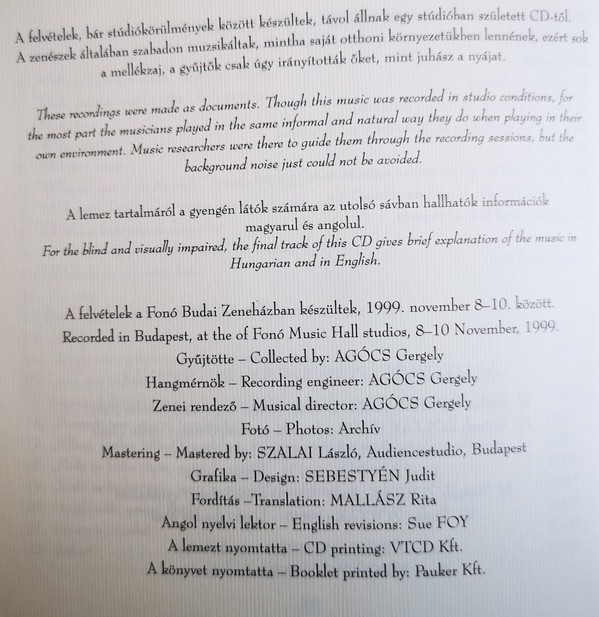 A felvételek, bár stúdiókörülmények között készültek, távol állnak egy stúdióban született CD-től.
A zenészek általában szabadon muzsikáltak, mintha saját otthoni környezetükben lennének, ezért sok
a mellékzaj, a gyűjtők csak úgy irányították őket, mint juhász a nyáját.
These recordings were made as documents. Though this music was recorded in studio conditions, for
the most part the musicians played in the same informal and natural way they do when playing in their
own environment. Music researchers were there to guide them through the recording sessions, but the
background noise just could not be avoided.
A lemez tartalmáról a gyengén látók számára az utolsó sávban hallhatók információk
magyarul és angolul.
For the blind and visually impaired, the final track of this CD gives brief explanation of the music in
Hungarian and in English.
A felvételek a Fonó Budai Zeneházban készültek, 1999. november 8–10. között.
Recorded in Budapest, at the of Fonó Music Hall studios, 8–10 November, 1999.
Gyűjtötte – Collected by: AGÓCS Gergely
Hangmérnök – Recording engineer: AGÓCS Gergely
Zenei rendező – Musical director: AGÓCS Gergely
Fotó – Photos: Archív
Mastering – Mastered by: SZALAI László, Audiencestudio, Budapest
Grafika – Design: SEBESTYÉN Judit
Fordítás –Translation: MALLÁSZ Rita
Angol nyelvi lektor – English revisions: Sue FOY
A lemezt nyomtatta – CD printing: VTCD Kft.
A könyvet nyomtatta – Booklet printed by: Pauker Kft.